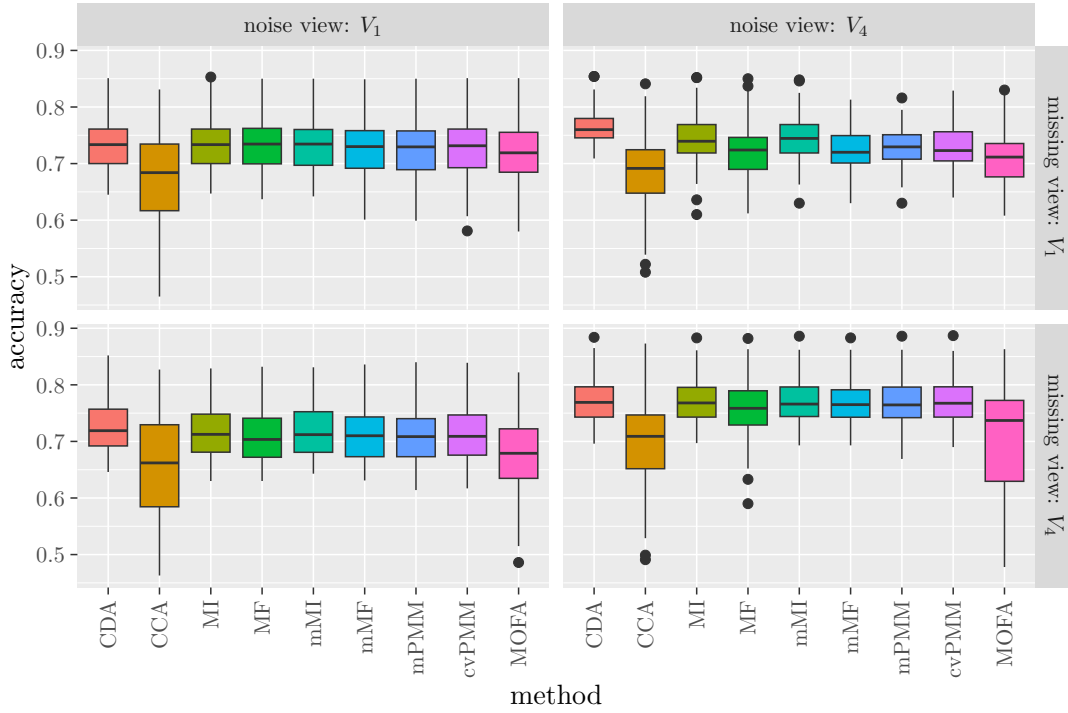 noise view: V₁
noise view: V₄
0.9
0.8
0.7
0.6
0.5
missing view: V₁
accuracy
0.9
0.8
0.7
0.6
0.5
missing view: V₄
CDA CCA MI MF mMI mMF mPMM cvPMM MOFA
CDA CCA MI MF mMI mMF mPMM cvPMM MOFA
method